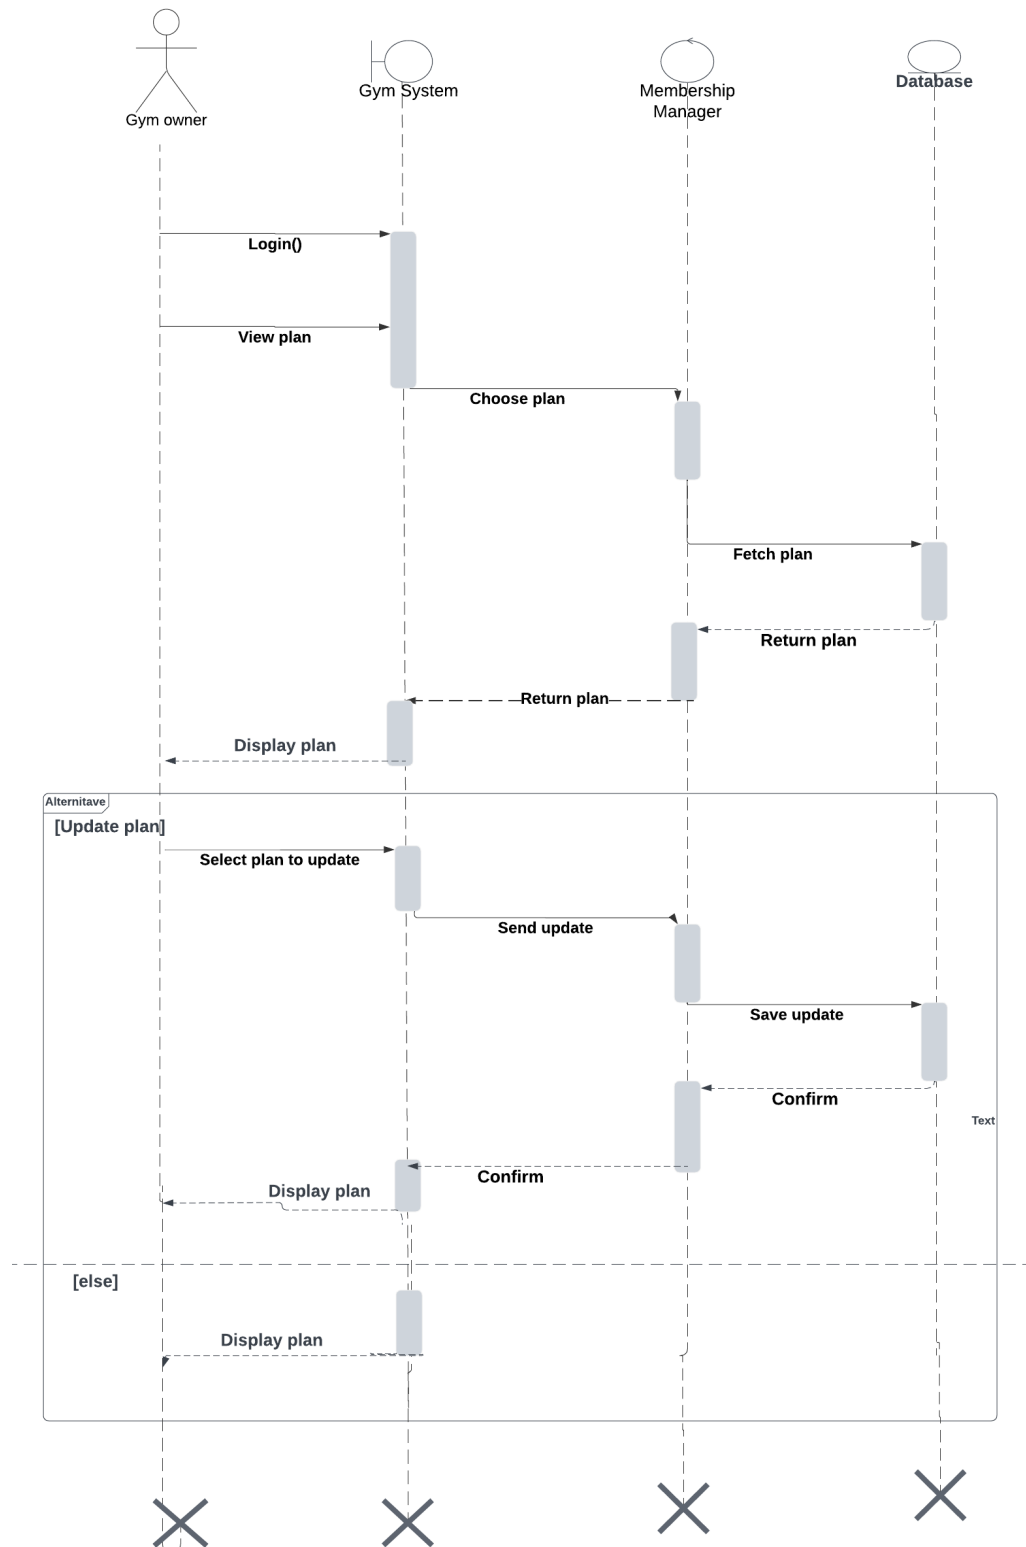 Gym owner
Gym System
Membership
Manager
Database
Login()
View plan
Choose plan
Fetch plan
Return plan
Return plan
Display plan
Alternitave
[Update plan]
Select plan to update
Send update
Save update
Confirm
Text
Confirm
Display plan
[else]
Display plan